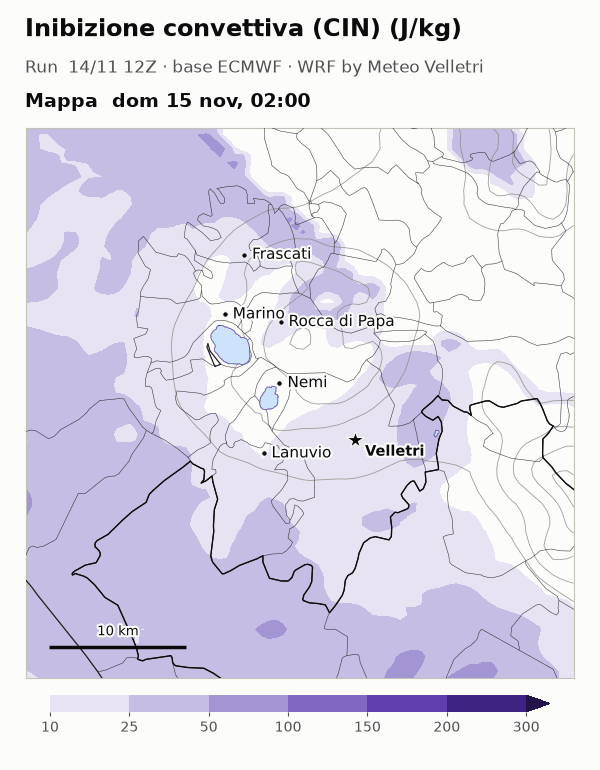 Inibizione convettiva (CIN) (J/kg)
Run  14/11 12Z · base ECMWF · WRF by Meteo Velletri
Mappa  dom 15 nov, 02:00
Frascati
Marino
Rocca di Papa
Nemi
Velletri
Lanuvio
10 km
10 25 50 100 150 200 300